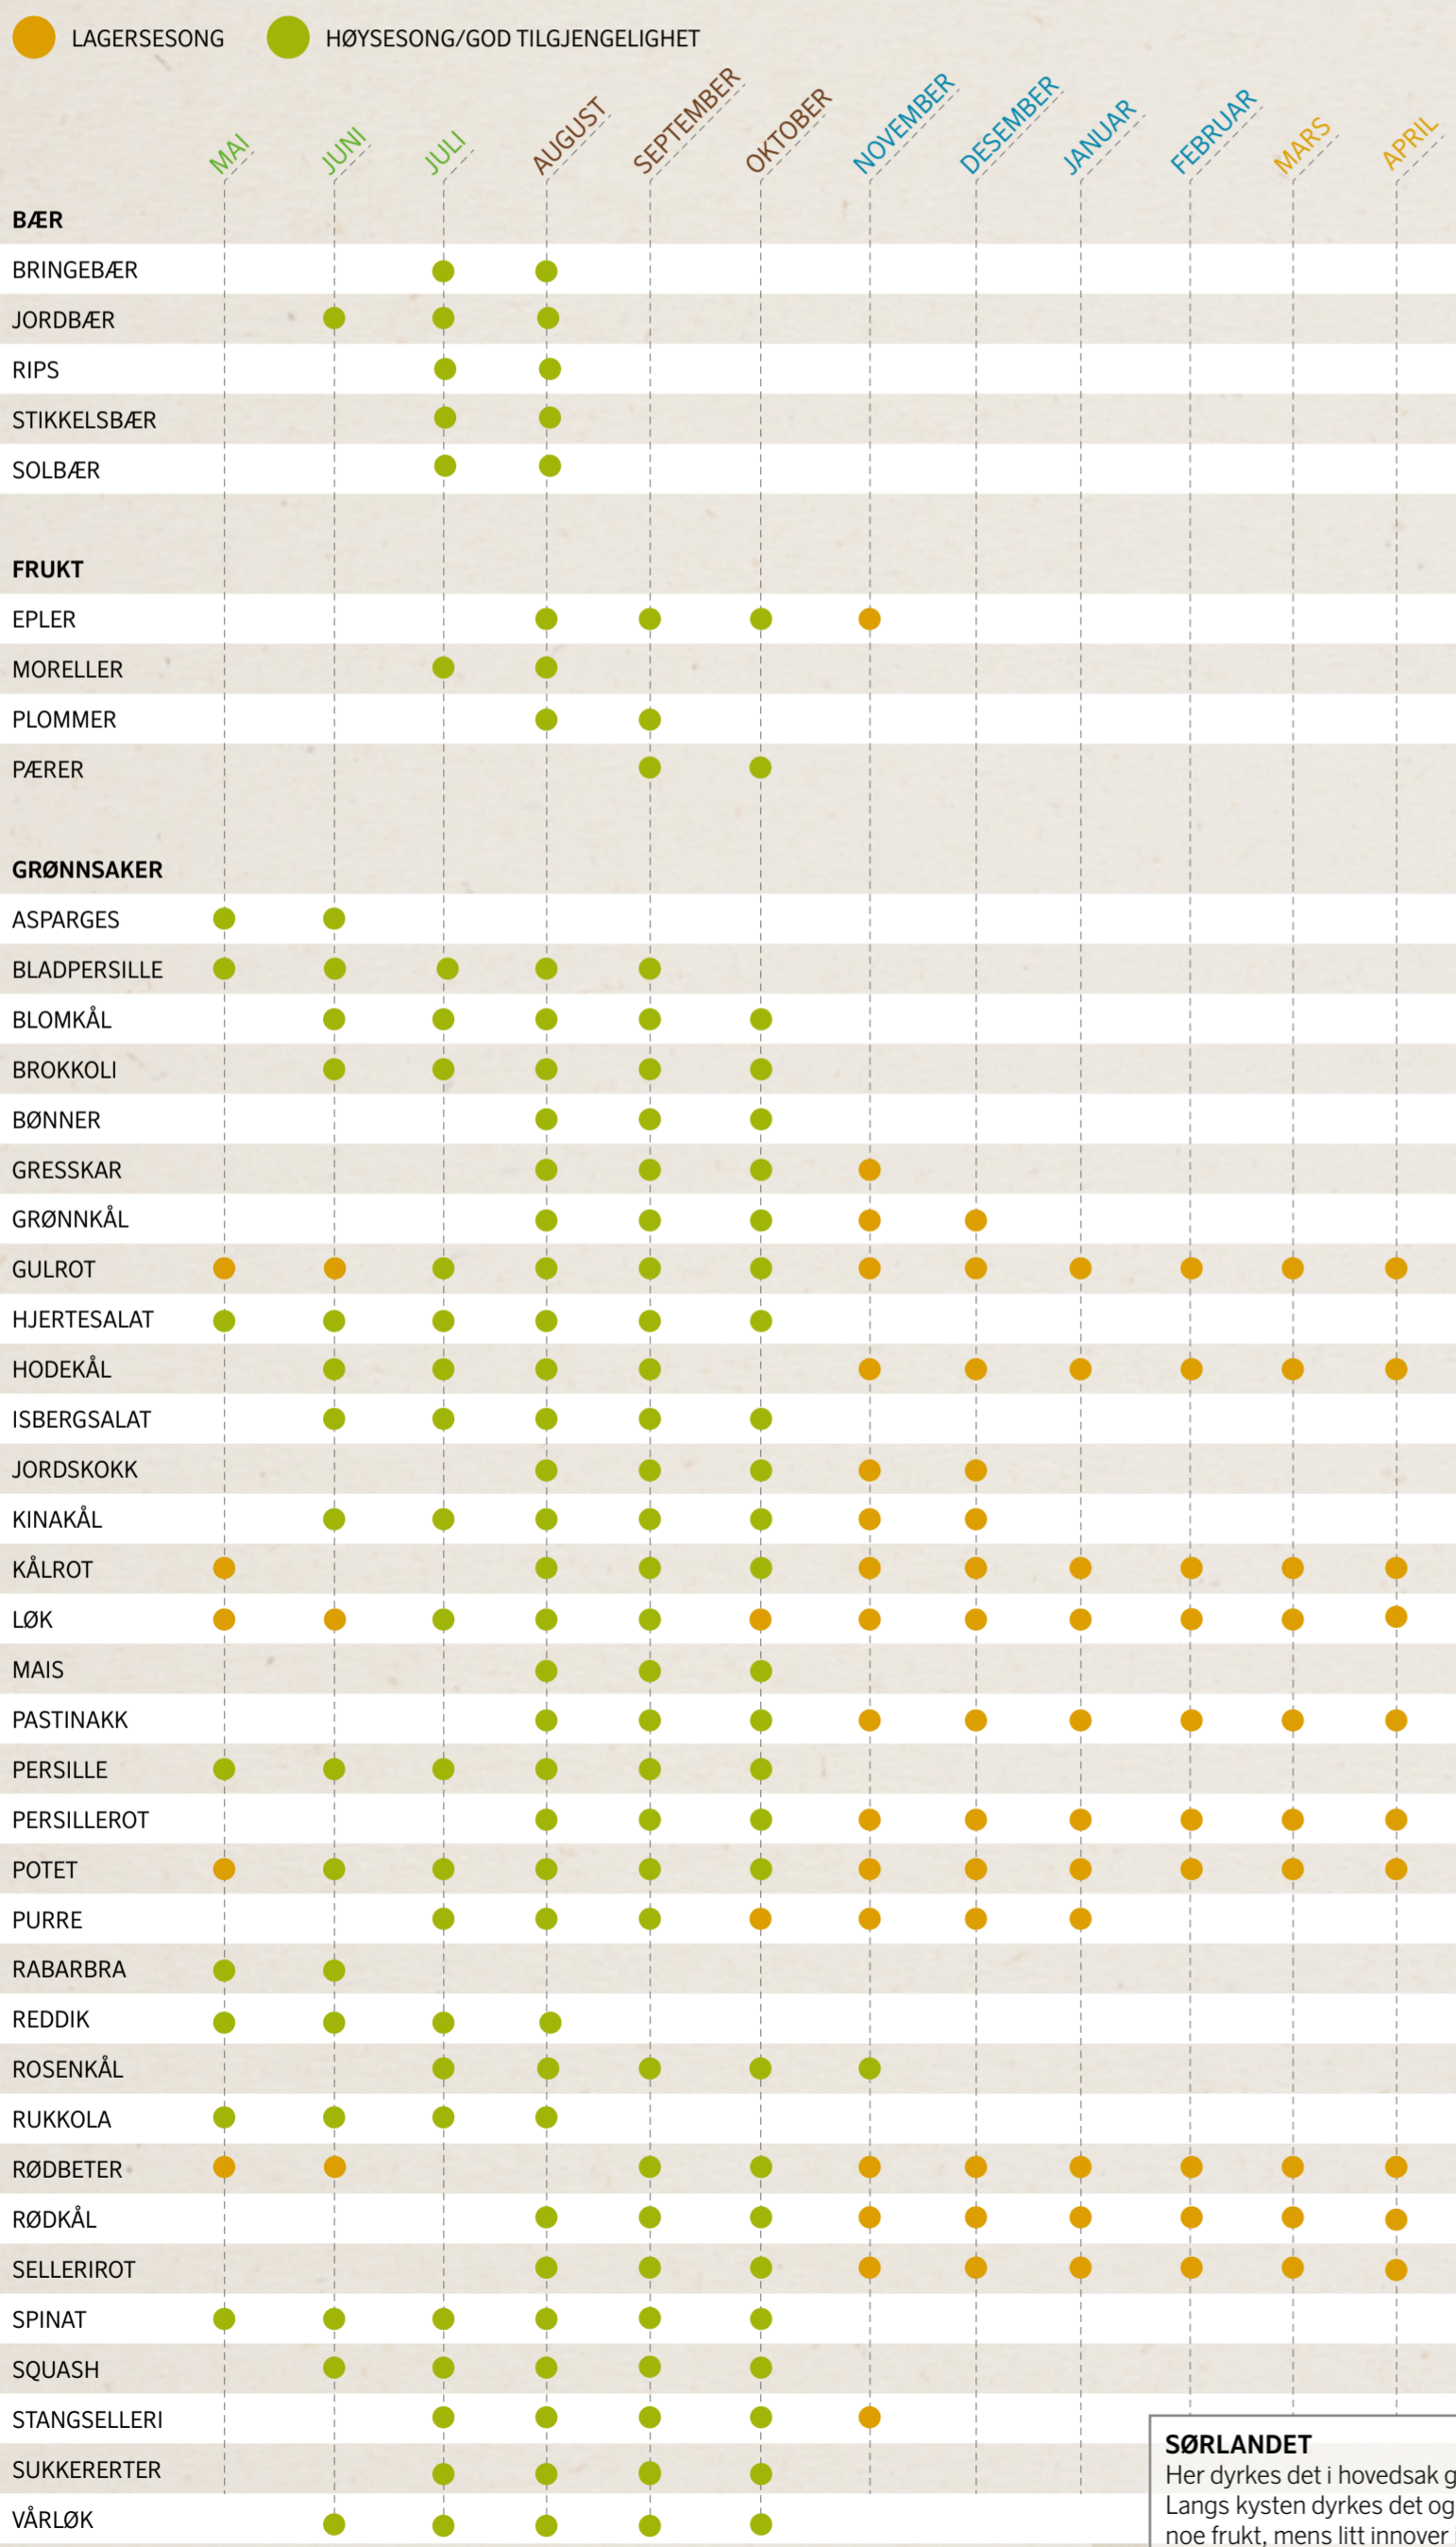 LAGERSESONG HØYSESONG/GOD TILGJENGELIGHET
MAI JUNI JULI AUGUST SEPTEMBER OKTOBER NOVEMBER DESEMBER JANUAR FEBRUAR MARS APRIL
BÆR
BRINGEBÆR
JORDBÆR
RIPS
STIKKELSBÆR
SOLBÆR
FRUKT
EPLER
MORELLER
PLOMMER
PÆRER
GRØNNSAKER
ASPARGES
BLADPERSILLE
BLOMKÅL
BROKKOLI
BØNNER
GRESSKAR
GRØNNKÅL
GULROT
HJERTESALAT
HODEKÅL
ISBERGSALAT
JORDSKOKK
KINAKÅL
KÅLROT
LØK
MAIS
PASTINAKK
PERSILLE
PERSILLEROT
POTET
PURRE
RABARBRA
REDDIK
ROSENKÅL
RUKKOLA
RØDBETER
RØDKÅL
SELLERIROT
SPINAT
SQUASH
STANGSELLERI
SUKKERERTER
VÅRLØK
SØRLANDET
Her dyrkes det i hovedsak
Langs kysten dyrkes det og
noe frukt, mens litt innover